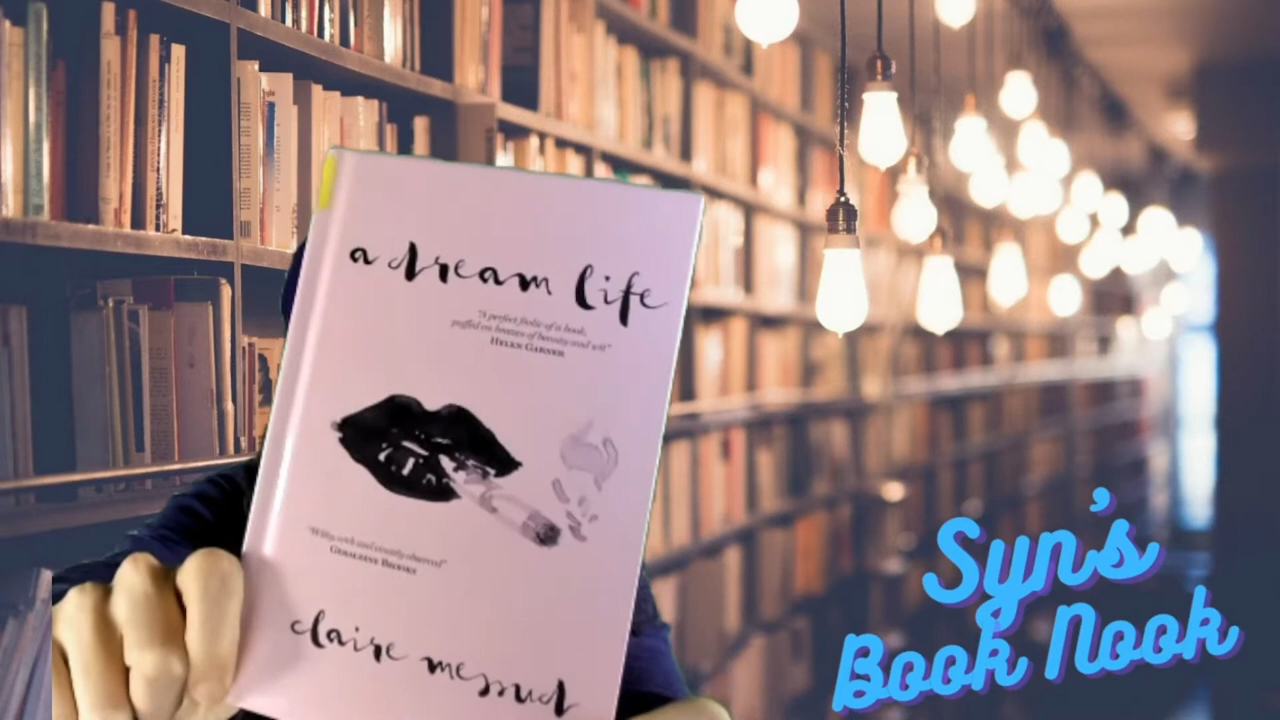 a dream life
"A perfect frolic of a book,
puffed on breezes of beauty and wit"
HELEN GARNER
"Witty, sooth and acutely observed"
GERALDINE BROOKS
claire messud
Syn's
Book Nook